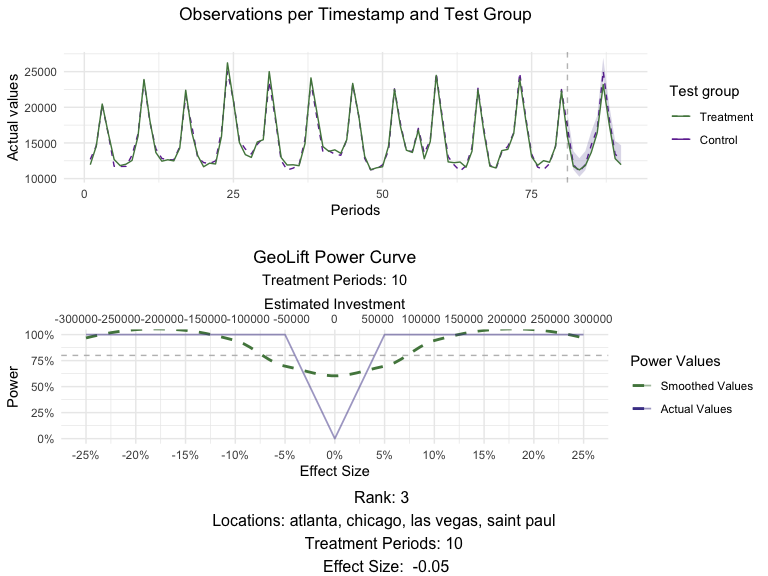 Observations per Timestamp and Test Group
25000
20000
15000
10000
Actual values
0 25 50 75
Periods
Test group
Treatment
Control
GeoLift Power Curve
Treatment Periods: 10
Estimated Investment
-300000 -250000 -200000 -150000 -100000 -50000 0 50000 100000 150000 200000 250000 300000
100%
75%
50%
25%
0%
Power
-25% -20% -15% -10% -5% 0% 5% 10% 15% 20% 25%
Effect Size
Power Values
Smoothed Values
Actual Values
Rank: 3
Locations: atlanta, chicago, las vegas, saint paul
Treatment Periods: 10
Effect Size: -0.05